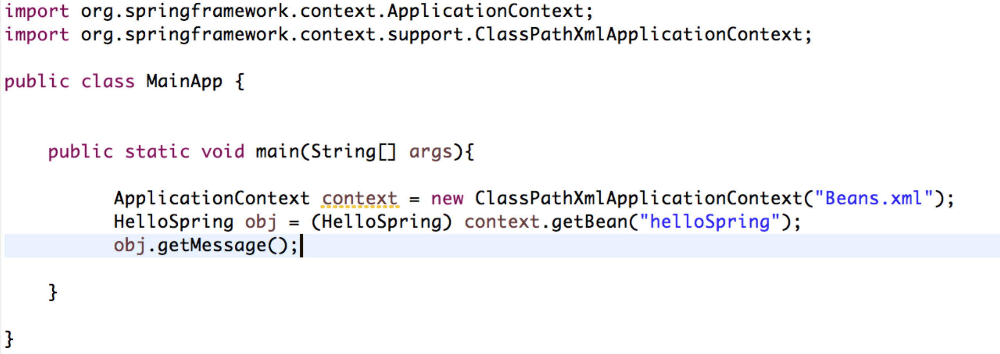 import org.springframework.context.ApplicationContext;
import org.springframework.context.support.ClassPathXmlApplicationContext;
public class MainApp {
public static void main(String[] args){
ApplicationContext context = new ClassPathXmlApplicationContext("Beans.xml");
HelloSpring obj = (HelloSpring) context.getBean("helloSpring");
obj.getMessage();
}
}